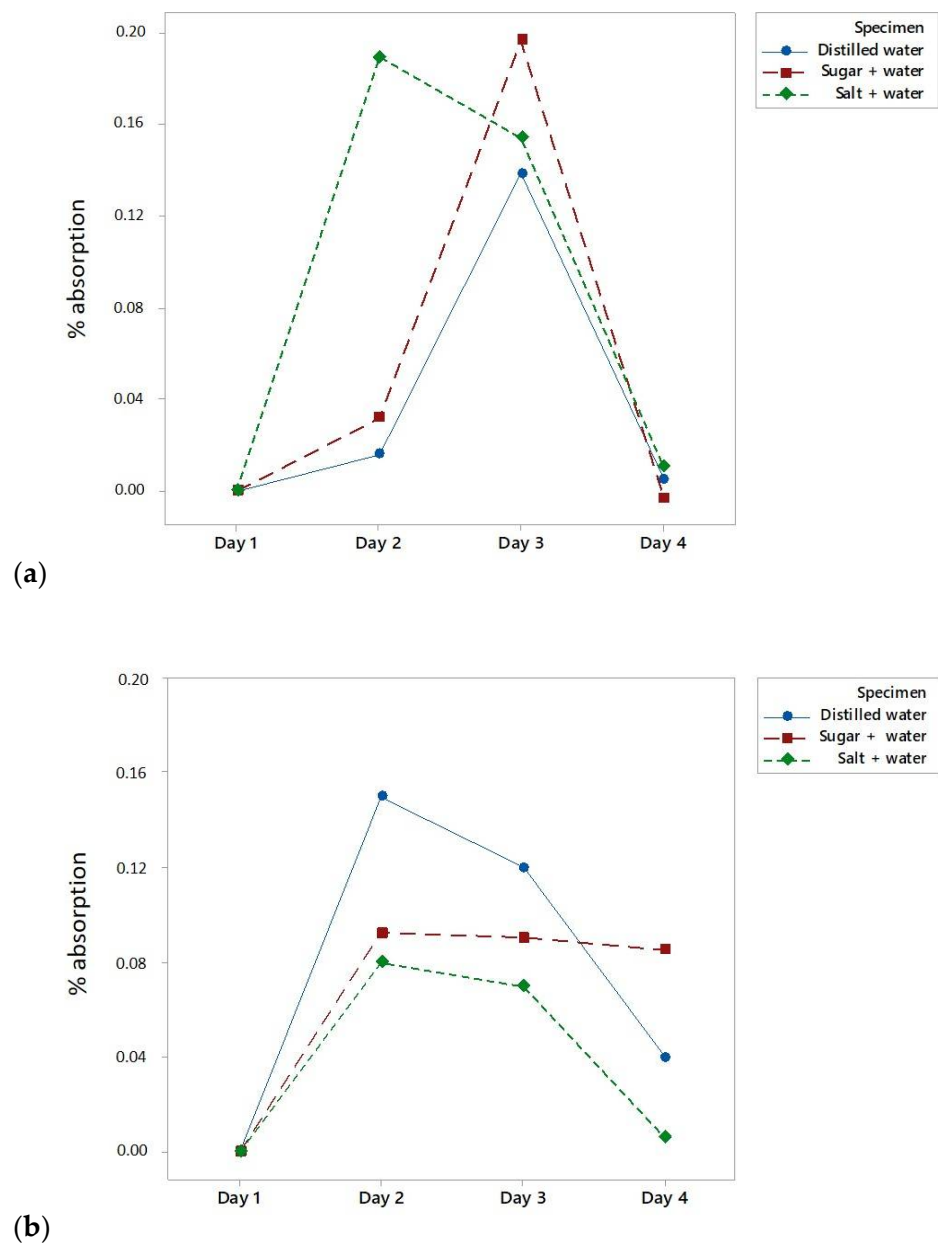 Specimen
Distilled water
Sugar + water
Salt + water
% absorption
0.20
0.16
0.12
0.08
0.04
0.00
Day 1
Day 2
Day 3
Day 4
(a)
Specimen
Distilled water
Sugar + water
Salt + water
% absorption
0.20
0.16
0.12
0.08
0.04
0.00
Day 1
Day 2
Day 3
Day 4
(b)